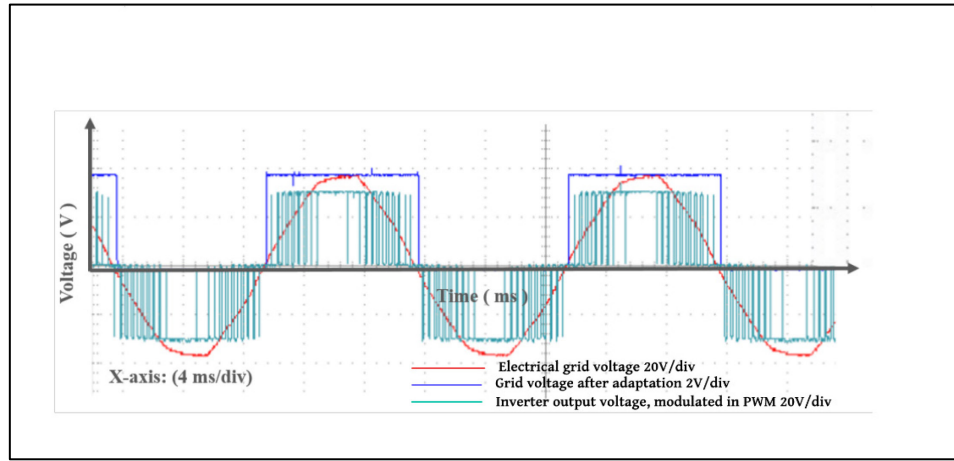 Voltage ( V )
Time ( ms )
X-axis: (4 ms/div)
Electrical grid voltage 20V/div
Grid voltage after adaptation 2V/div
Inverter output voltage, modulated in PWM 20V/div